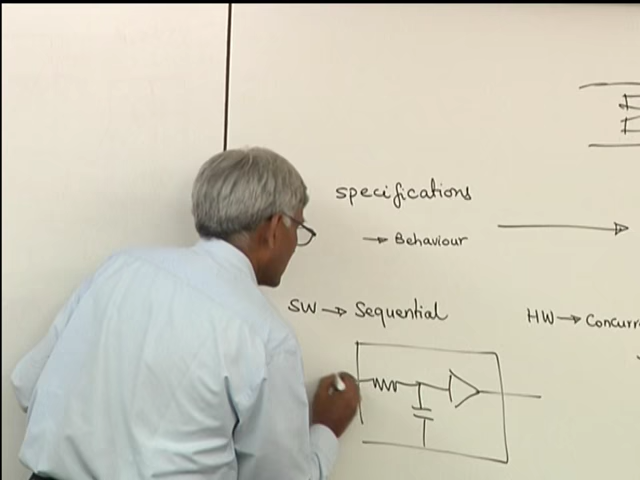 specifications
→ Behaviour
SW → Sequential
HW → Concurr